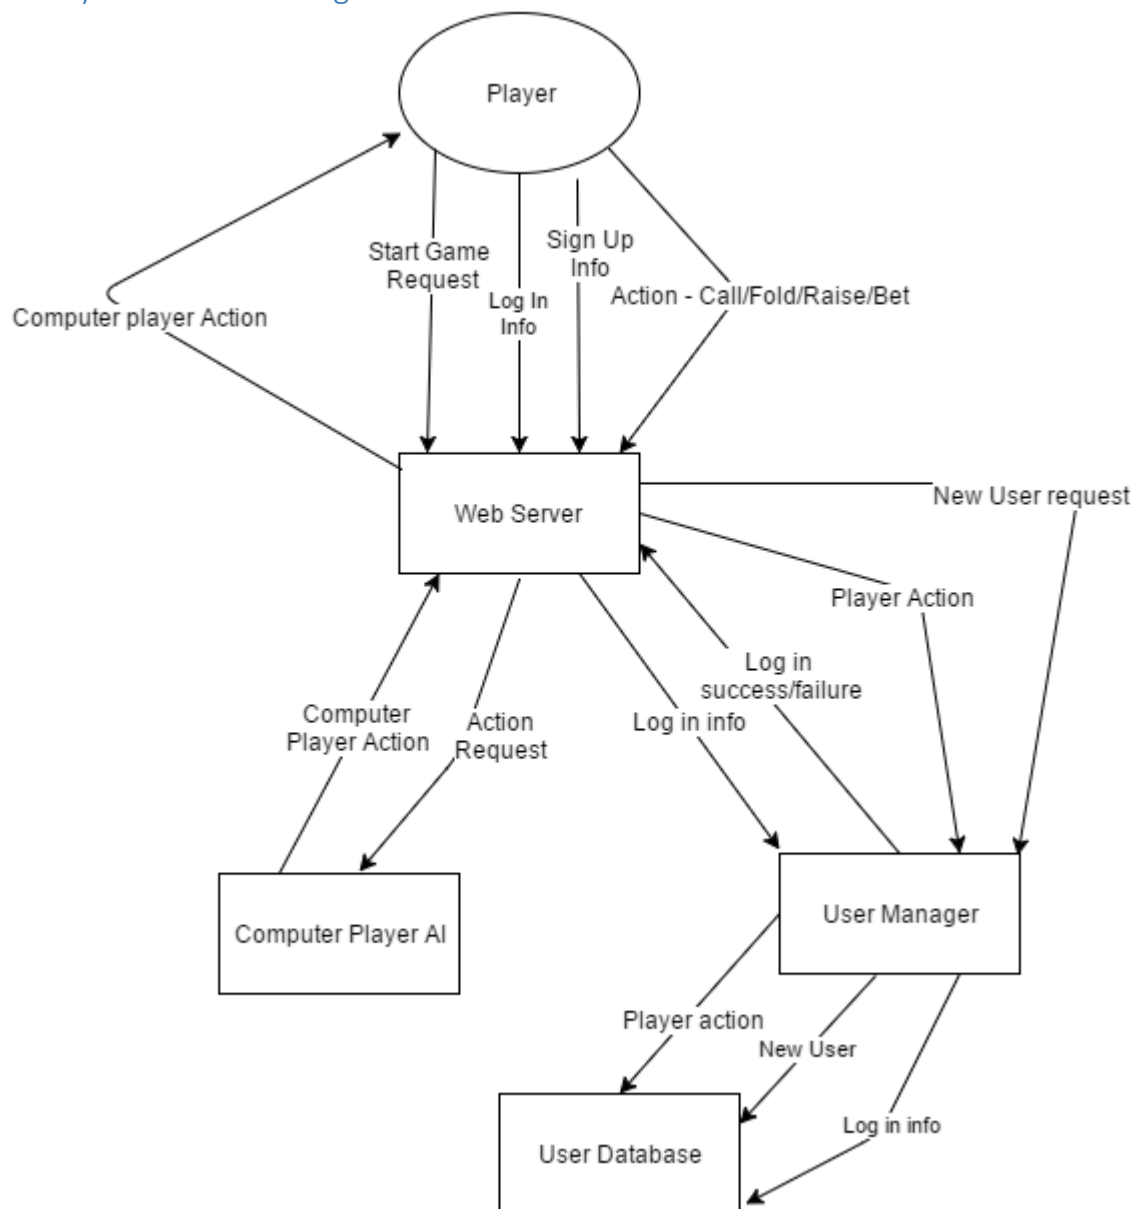 Player
Start Game
Request
Sign Up
Info
Log In
Info
Action - Call/Fold/Raise/Bet
Computer player Action
Web Server
New User request
Player Action
Log in
success/failure
Log in info
Computer
Player Action
Action
Request
Computer Player AI
User Manager
Player action
New User
Log in info
User Database